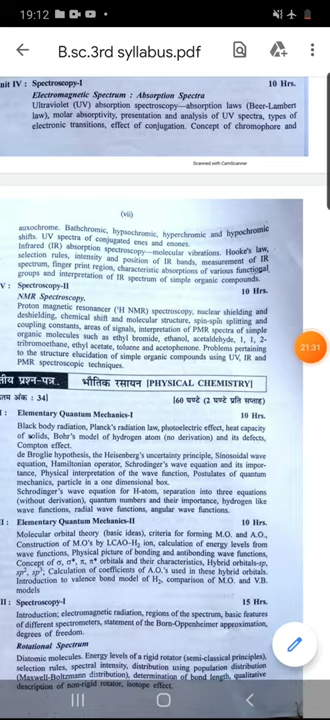 19:12
B.sc.3rd syllabus.pdf
nit IV : Spectroscopy-I 10 Hrs.
Electromagnetic Spectrum : Absorption Spectra
Ultraviolet (UV) absorption spectroscopy—absorption laws (Beer-Lambert
law), molar absorptivity, presentation and analysis of UV spectra, types of
electronic transitions, effect of conjugation. Concept of chromophore and
Scanned with CamScanner
(vii)
auxochrome. Bathchromic, hypsochromic, hyperchromic and hypochromic
shifts. UV spectra of conjugated enes and enones.
Infrared (IR) absorption spectroscopy—molecular vibrations. Hooke's law,
selection rules, intensity and position of IR bands, measurement of IR
spectrum, finger print region, characteristic absorptions of various functional
groups and interpretation of IR spectrum of simple organic compounds.
V : Spectroscopy-II 10 Hrs.
NMR Spectroscopy.
Proton magnetic resonancer (¹H NMR) spectroscopy, nuclear shielding and
deshielding, chemical shift and molecular structure, spin-spin splitting and
coupling constants, areas of signals, interpretation of PMR spectra of simple
organic molecules such as ethyl bromide, ethanol, acetaldehyde, 1, 1, 2-
tribromoethane, ethyl acetate, toluene and acetophenone. Problems pertaining
to the structure elucidation of simple organic compounds using UV, IR and
PMR spectroscopic techniques.
21:31
तीय प्रश्न-पत्र. भौतिक रसायन [PHYSICAL CHEMISTRY]
तम अंक : 34] [60 घण्टे (2 घण्टे प्रति सप्ताह)
I : Elementary Quantum Mechanics-I 10 Hrs.
Black body radiation, Planck's radiation law, photoelectric effect, heat capacity
of solids, Bohr's model of hydrogen atom (no derivation) and its defects,
Compton effect.
de Broglie hypothesis, the Heisenberg's uncertainty principle, Sinosoidal wave
equation, Hamiltonian operator, Schrodinger's wave equation and its impor-
tance, Physical interpretation of the wave function, Postulates of quantum
mechanics, particle in a one dimensional box.
Schrodinger's wave equation for H-atom, separation into three equations
(without derivation), quantum numbers and their importance, hydrogen like
wave functions, radial wave functions, angular wave functions.
II : Elementary Quantum Mechanics-II 10 Hrs.
Molecular orbital theory (basic ideas), criteria for forming M.O. and A.O.,
Construction of M.O's by LCAO-H₂ ion, calculation of energy levels from
wave functions, Physical picture of bonding and antibonding wave functions,
Concept of σ, σ*, π, π* orbitals and their characteristics, Hybrid orbitals-sp,
sp², sp³; Calculation of coefficients of A.O.'s used in these hybrid orbitals.
Introduction to valence bond model of H₂, comparison of M.O. and V.B.
models
II : Spectroscopy-I 15 Hrs.
Introduction; electromagnetic radiation, regions of the spectrum, basic features
of different spectrometers, statement of the Born-Oppenheimer approximation,
degrees of freedom.
Rotational Spectrum
Diatomic molecules. Energy levels of a rigid rotator (semi-classical principles),
selection rules, spectral intensity, distribution using population distribution
(Maxwell-Boltzmann distribution), determination of bond length, qualitative
description of non-rigid rotator, isotope effect.